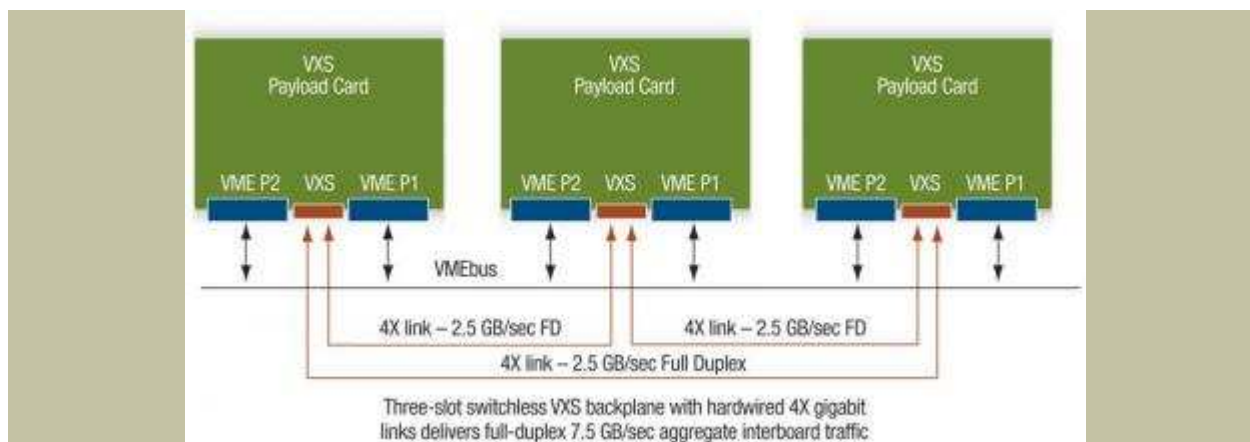 VXS
Payload Card
VXS
Payload Card
VXS
Payload Card
VME P2 VXS VME P1
VME P2 VXS VME P1
VME P2 VXS VME P1
VMEbus
4X link – 2.5 GB/sec FD
4X link – 2.5 GB/sec FD
4X link – 2.5 GB/sec Full Duplex
Three-slot switchless VXS backplane with hardwired 4X gigabit
links delivers full-duplex 7.5 GB/sec aggregate interboard traffic